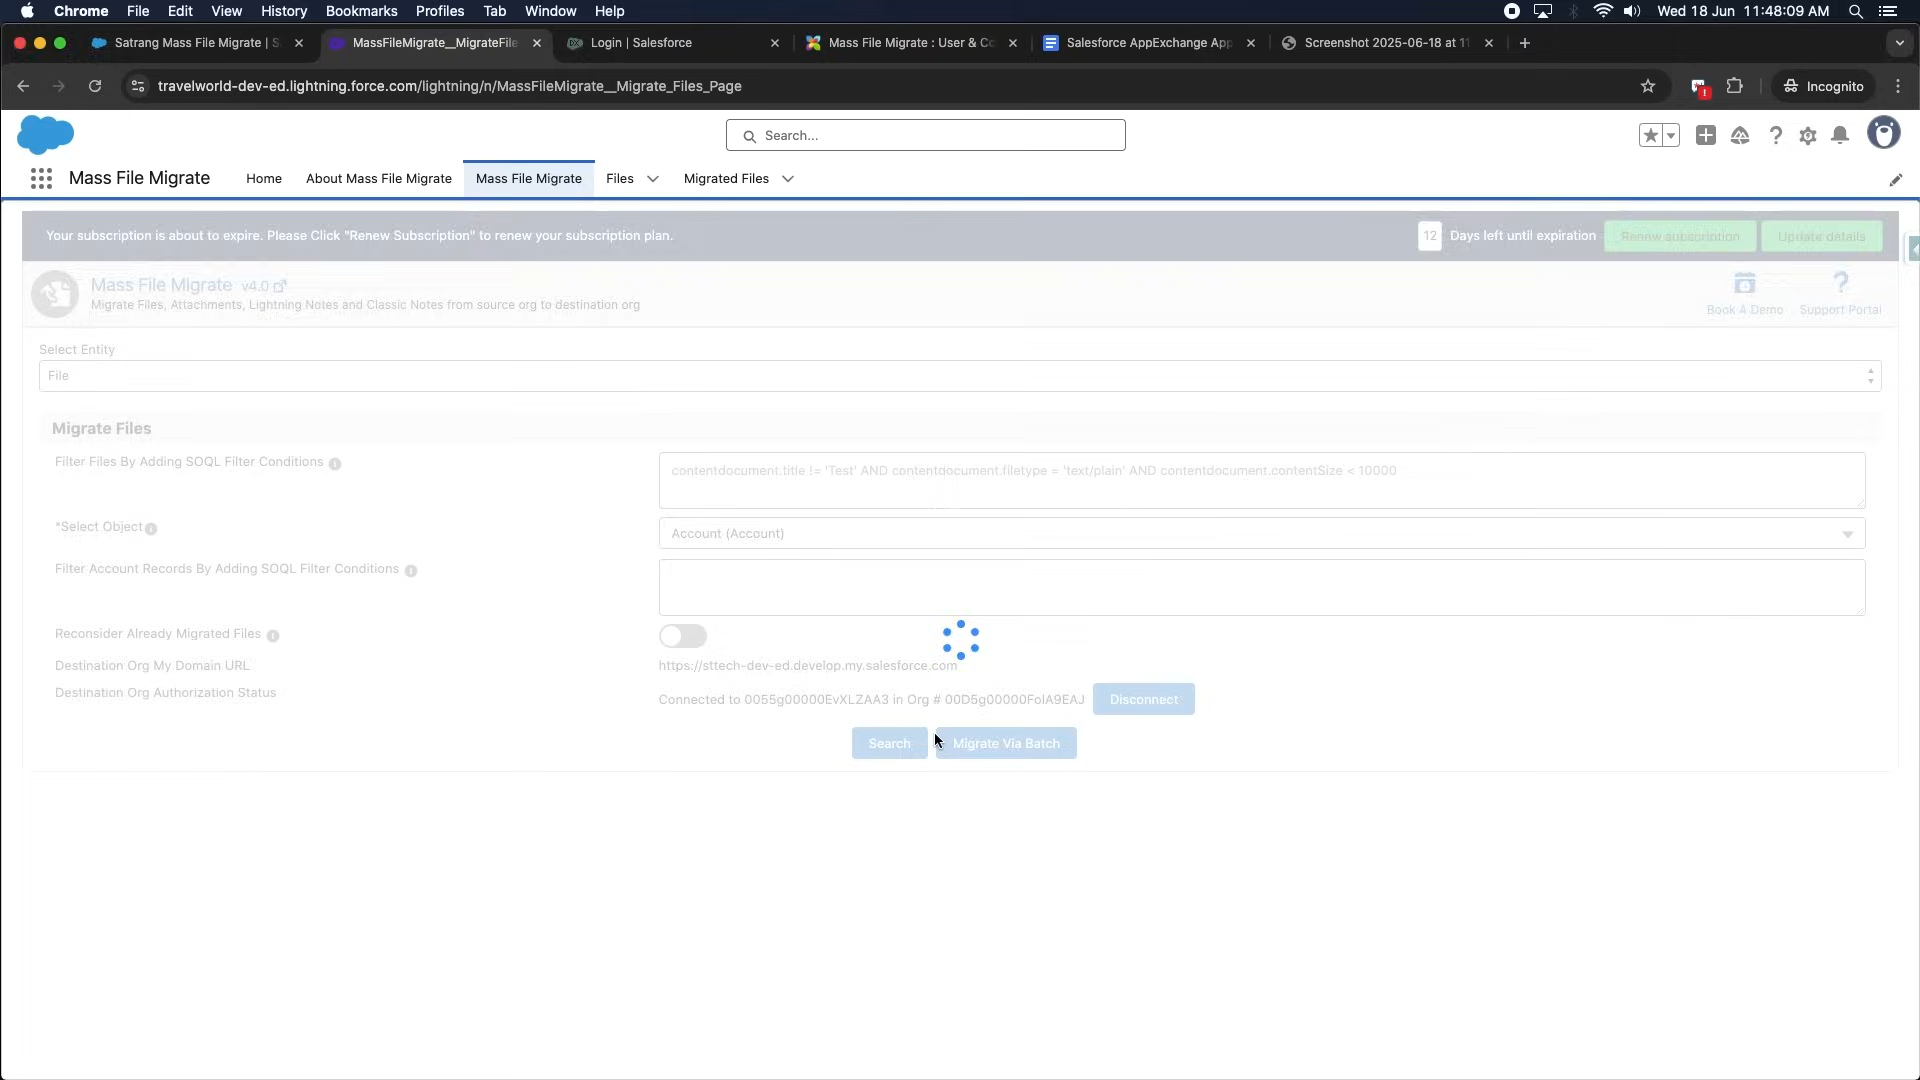 Chrome File Edit View History Bookmarks Profiles Tab Window Help Wed 18 Jun 11:48:09 AM
Satrang Mass File Migrate | S MassFileMigrate__MigrateFile Login | Salesforce Mass File Migrate : User & Co Salesforce AppExchange App Screenshot 2025-06-18 at 11
travelworld-dev-ed.lightning.force.com/lightning/n/MassFileMigrate__Migrate_Files_Page Incognito
Search...
Mass File Migrate Home About Mass File Migrate Mass File Migrate Files Migrated Files
Your subscription is about to expire. Please Click "Renew Subscription" to renew your subscription plan. 12 Days left until expiration Renew subscription Update details
Mass File Migrate v4.0
Migrate Files, Attachments, Lightning Notes and Classic Notes from source org to destination org
Book A Demo Support Portal
Select Entity
File
Migrate Files
Filter Files By Adding SOQL Filter Conditions
contentdocument.title != 'Test' AND contentdocument.filetype = 'text/plain' AND contentdocument.contentSize < 10000
*Select Object
Account (Account)
Filter Account Records By Adding SOQL Filter Conditions
Reconsider Already Migrated Files
Destination Org My Domain URL https://sttech-dev-ed.develop.my.salesforce.com
Destination Org Authorization Status Connected to 0055g00000EvXLZAA3 in Org # 00D5g00000FolA9EAJ Disconnect
Search Migrate Via Batch